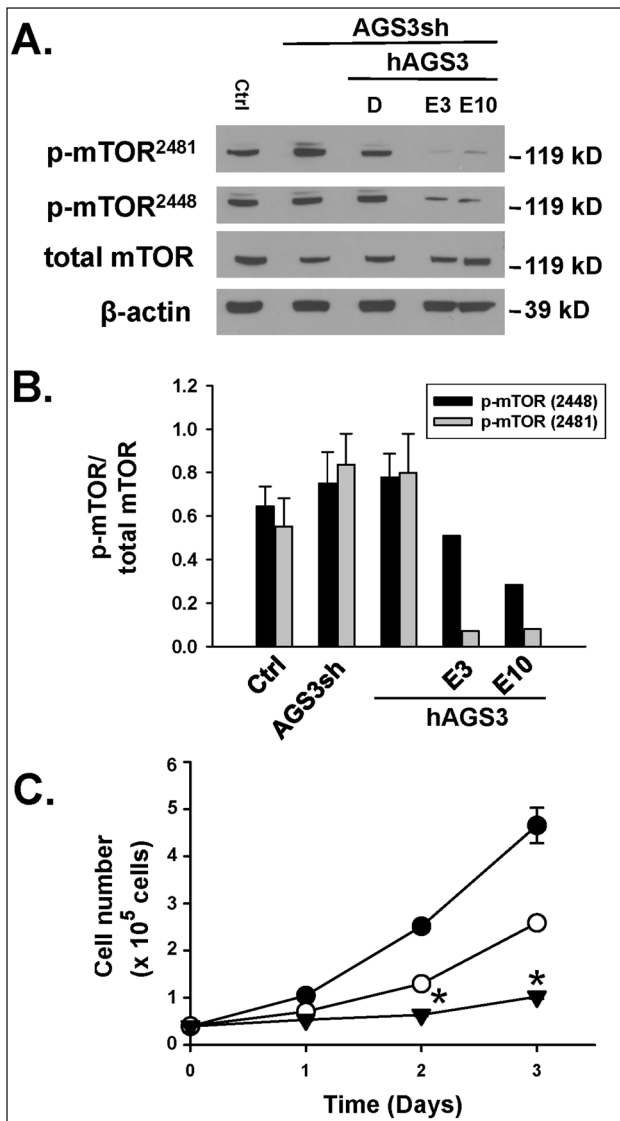 A.
AGS3sh
hAGS3
Ctrl
D E3 E10
p-mTOR²⁴⁸¹ -119 kD
p-mTOR²⁴⁴⁸ -119 kD
total mTOR -119 kD
β-actin -39 kD
B.
p-mTOR/
total mTOR
1.2
1.0
0.8
0.6
0.4
0.2
0.0
p-mTOR (2448)
p-mTOR (2481)
Ctrl
AGS3sh
E3
E10
hAGS3
C.
Cell number
(x 10⁵ cells)
6
5
4
3
2
1
0
0 1 2 3
*
*
Time (Days)